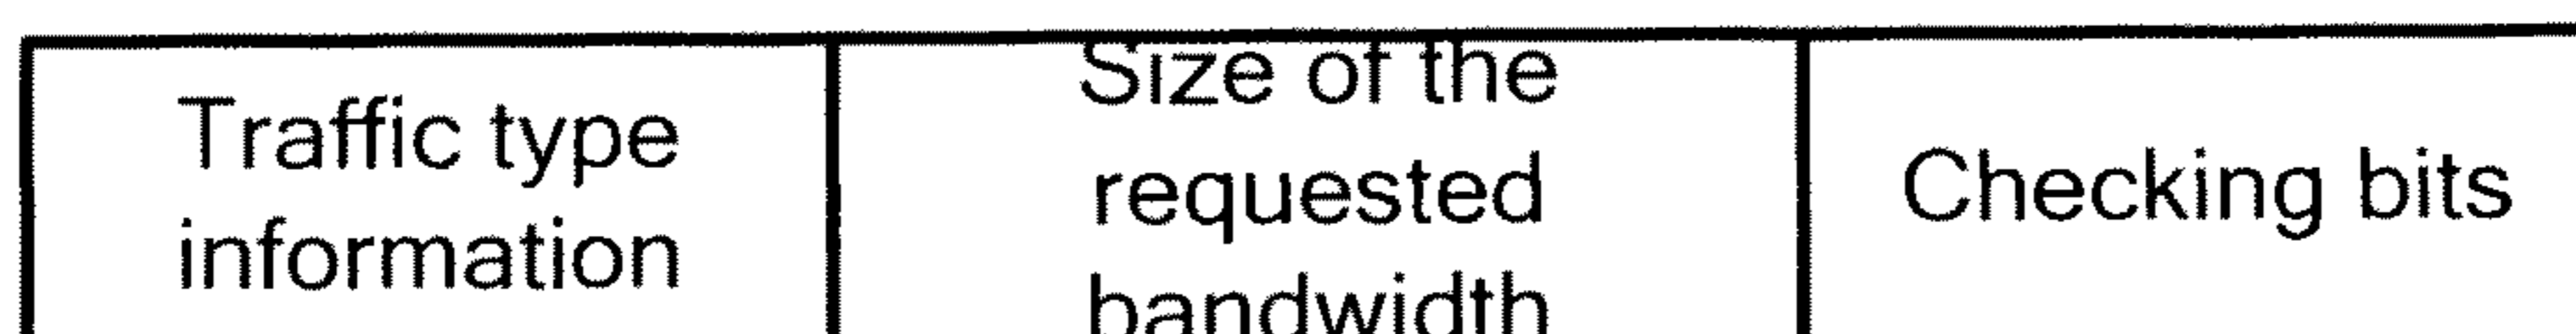 Traffic type
information
Size of the
requested
bandwidth
Checking bits